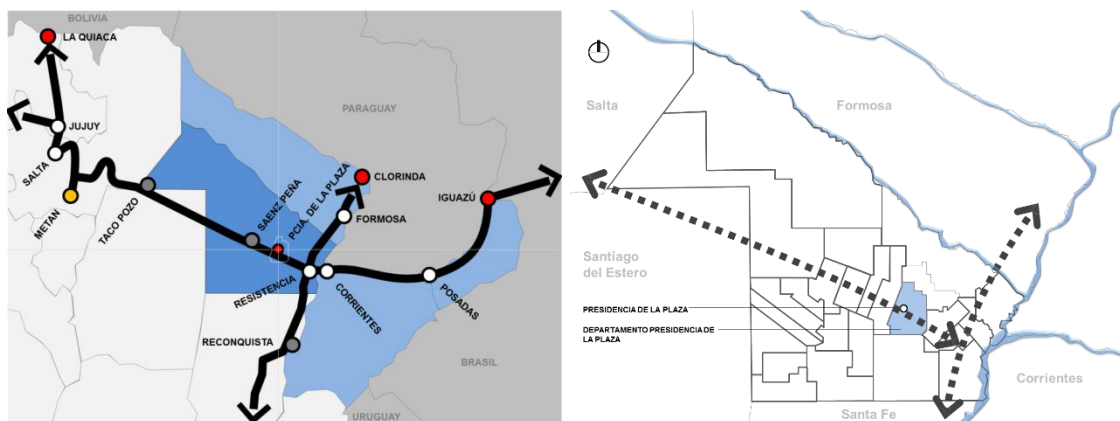 BOLIVIA
LA QUIACA
PARAGUAY
JUJUY
SALTA
METAN
TACO POZO
SAENZ PEÑA
PCIA. DE LA PLAZA
CLORINDA
FORMOSA
IGUAZÚ
RESISTENCIA
CORRIENTES
POSADAS
RECONQUISTA
BRASIL
URUGUAY
Salta
Formosa
Santiago
del Estero
PRESIDENCIA DE LA PLAZA
DEPARTAMENTO PRESIDENCIA DE
LA PLAZA
Corrientes
Santa Fe